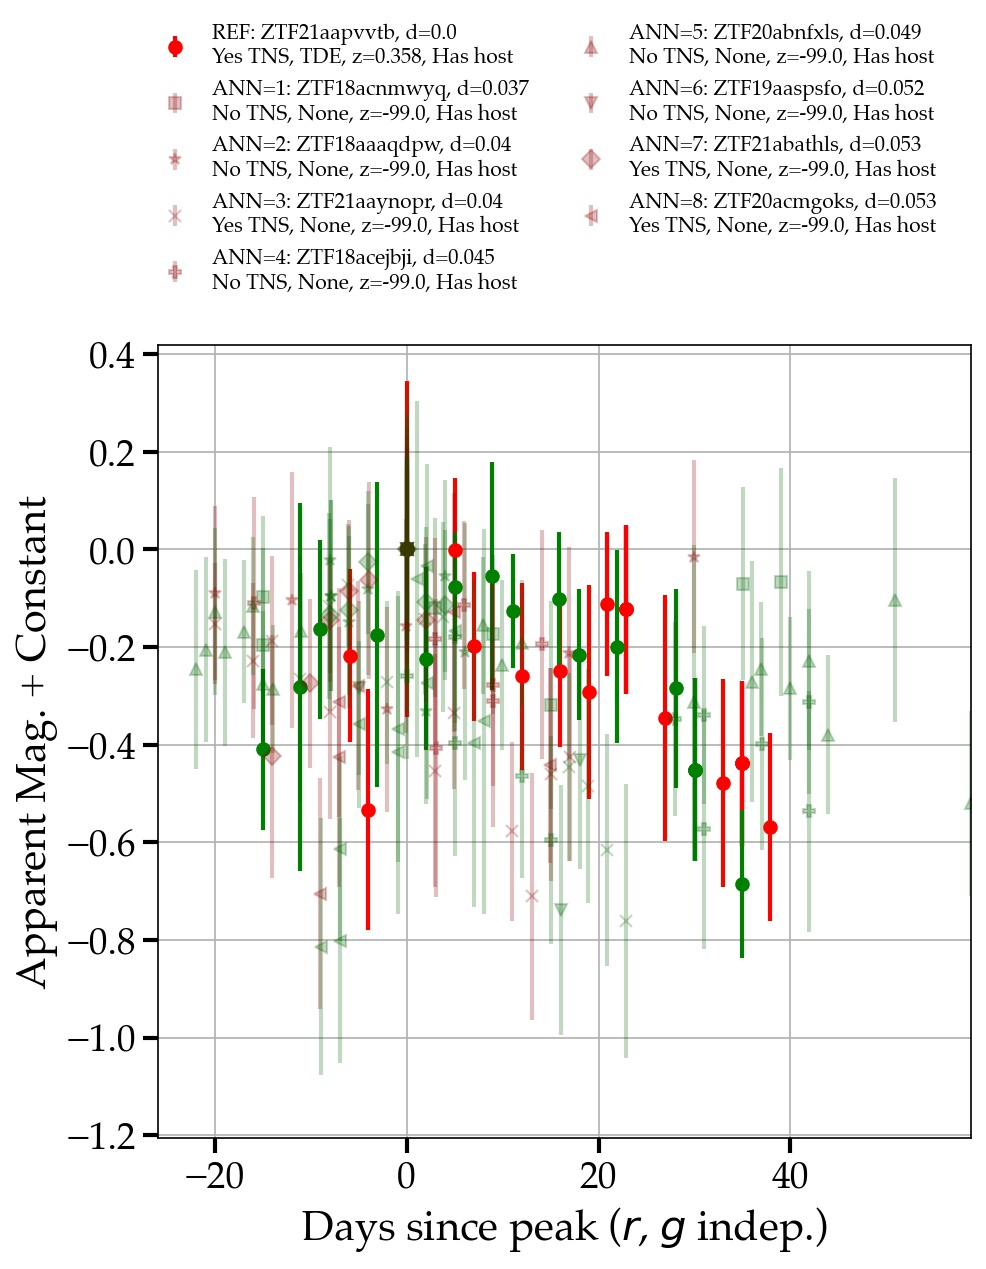 REF: ZTF21aapvvtb, d=0.0
Yes TNS, TDE, z=0.358, Has host
ANN=1: ZTF18acnmwyq, d=0.037
No TNS, None, z=-99.0, Has host
ANN=2: ZTF18aaaqdpw, d=0.04
No TNS, None, z=-99.0, Has host
ANN=3: ZTF21aaynopr, d=0.04
Yes TNS, None, z=-99.0, Has host
ANN=4: ZTF18acejbji, d=0.045
No TNS, None, z=-99.0, Has host
ANN=5: ZTF20abnfxls, d=0.049
No TNS, None, z=-99.0, Has host
ANN=6: ZTF19aaspsfo, d=0.052
No TNS, None, z=-99.0, Has host
ANN=7: ZTF21abathls, d=0.053
Yes TNS, None, z=-99.0, Has host
ANN=8: ZTF20acmgoks, d=0.053
Yes TNS, None, z=-99.0, Has host
Apparent Mag. + Constant
0.4
0.2
0.0
−0.2
−0.4
−0.6
−0.8
−1.0
−1.2
−20
0
20
40
Days since peak (r, g indep.)